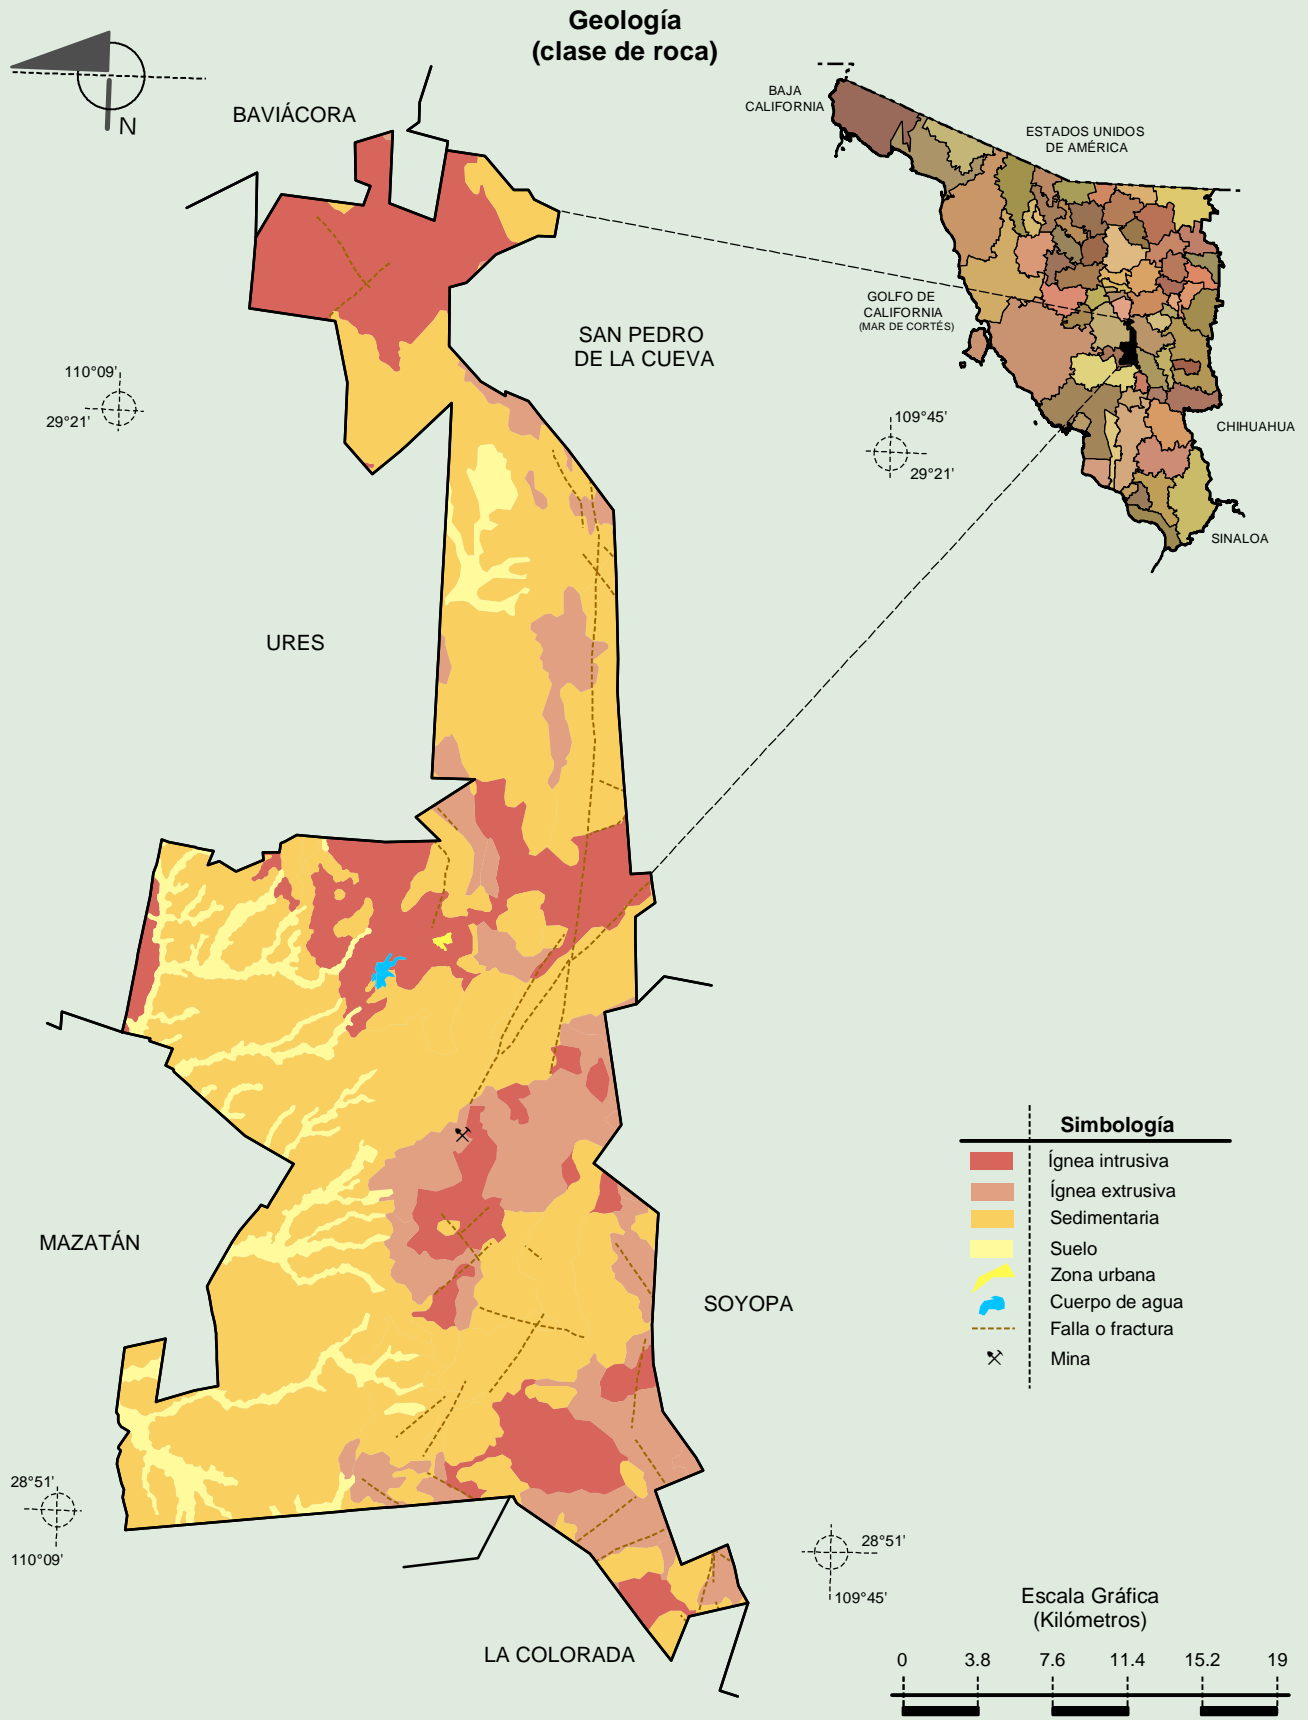 Geología
(clase de roca)
N
BAVIÁCORA
BAJA
CALIFORNIA
ESTADOS UNIDOS
DE AMÉRICA
GOLFO DE
CALIFORNIA
(MAR DE CORTÉS)
SAN PEDRO
DE LA CUEVA
110°09'
29°21'
109°45'
29°21'
CHIHUAHUA
SINALOA
URES
MAZATÁN
SOYOPA
Simbología
Ígnea intrusiva
Ígnea extrusiva
Sedimentaria
Suelo
Zona urbana
Cuerpo de agua
Falla o fractura
Mina
28°51'
110°09'
28°51'
109°45'
LA COLORADA
Escala Gráfica
(Kilómetros)
0 3.8 7.6 11.4 15.2 19